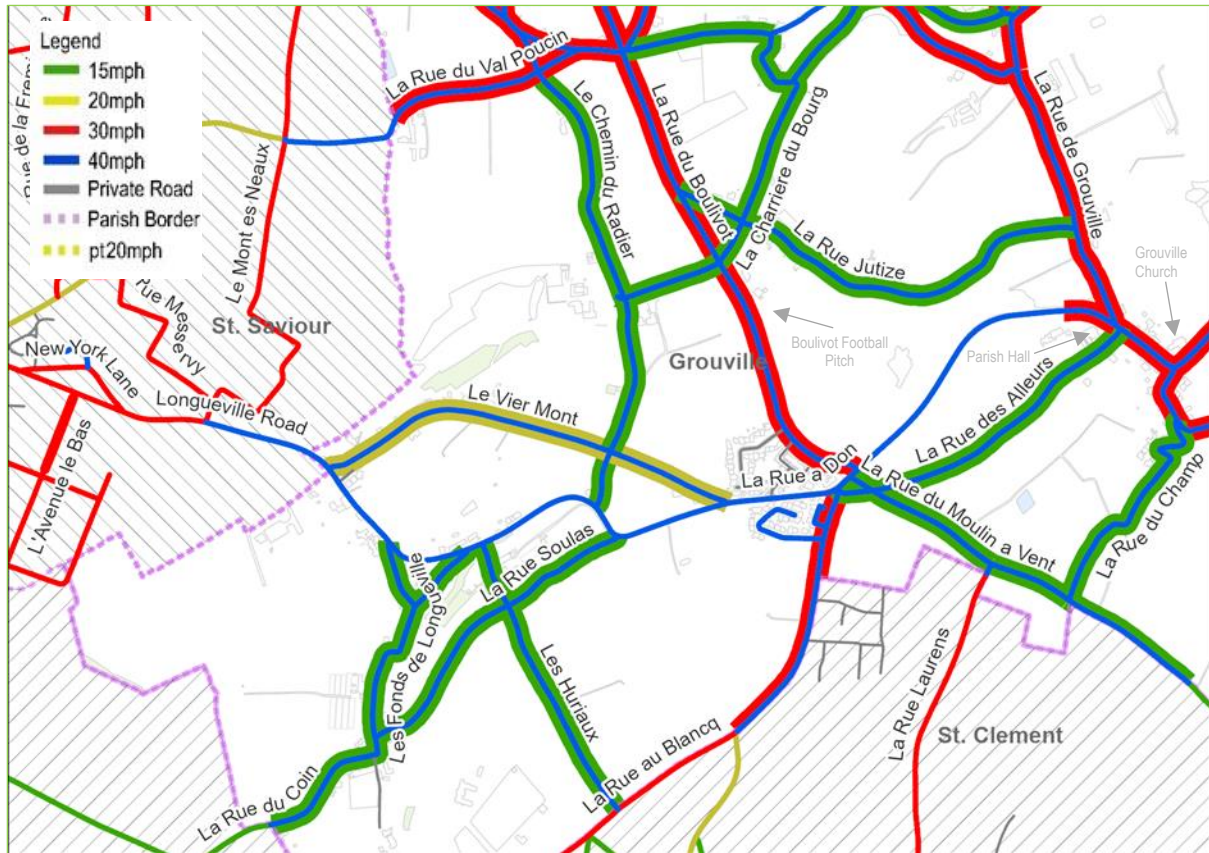 Legend
15mph
20mph
30mph
40mph
Private Road
Parish Border
pt20mph
La Rue du Val Poucin
Le Mont es Neaux
Le Chemin du Radier
La Rue du Boulivot
La Charriere du Bourg
La Rue de Grouville
La Rue Jutize
Grouville
Church
St. Saviour
New York Lane
Longueville Road
L'Avenue le Bas
Le Vier Mont
Grouville
Boulivot Football
Pitch
Parish Hall
La Rue des Alleurs
La Rue a Don
La Rue du Moulin a Vent
La Rue du Champ
La Rue Soulas
Les Fonds de Longueville
Les Huriaux
La Rue au Blancq
La Rue Laurens
St. Clement
La Rue du Coin